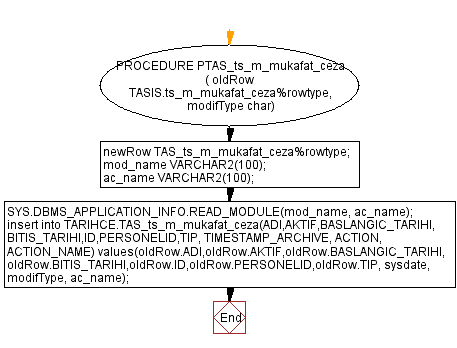 PROCEDURE PTAS_ts_m_mukafat_ceza
( oldRow
TASIS.ts_m_mukafat_ceza%rowtype,
modifType char)
newRow TAS_ts_m_mukafat_ceza%rowtype;
mod_name VARCHAR2(100);
ac_name VARCHAR2(100);
SYS.DBMS_APPLICATION_INFO.READ_MODULE(mod_name, ac_name);
insert into TARIHCE.TAS_ts_m_mukafat_ceza(ADI,AKTIF,BASLANGIC_TARIHI,
BITIS_TARIHI,ID,PERSONELID,TIP, TIMESTAMP_ARCHIVE, ACTION,
ACTION_NAME) values(oldRow.ADI,oldRow.AKTIF,oldRow.BASLANGIC_TARIHI,
oldRow.BITIS_TARIHI,oldRow.ID,oldRow.PERSONELID,oldRow.TIP, sysdate,
modifType, ac_name);
End